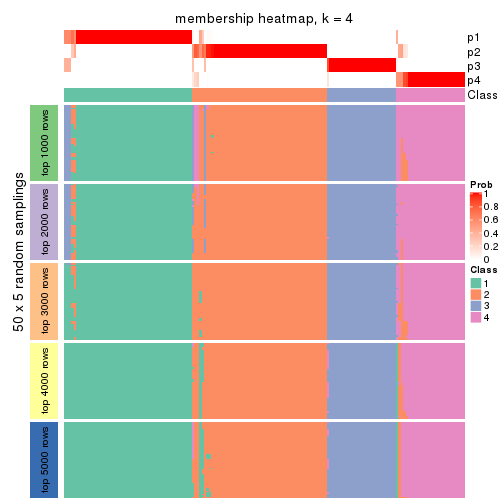 membership heatmap, k = 4
p1
p2
p3
p4
Class
50 x 5 random samplings
top 1000 rows
top 2000 rows
top 3000 rows
top 4000 rows
top 5000 rows
Prob
1
0.8
0.6
0.4
0.2
0
Class
1
2
3
4